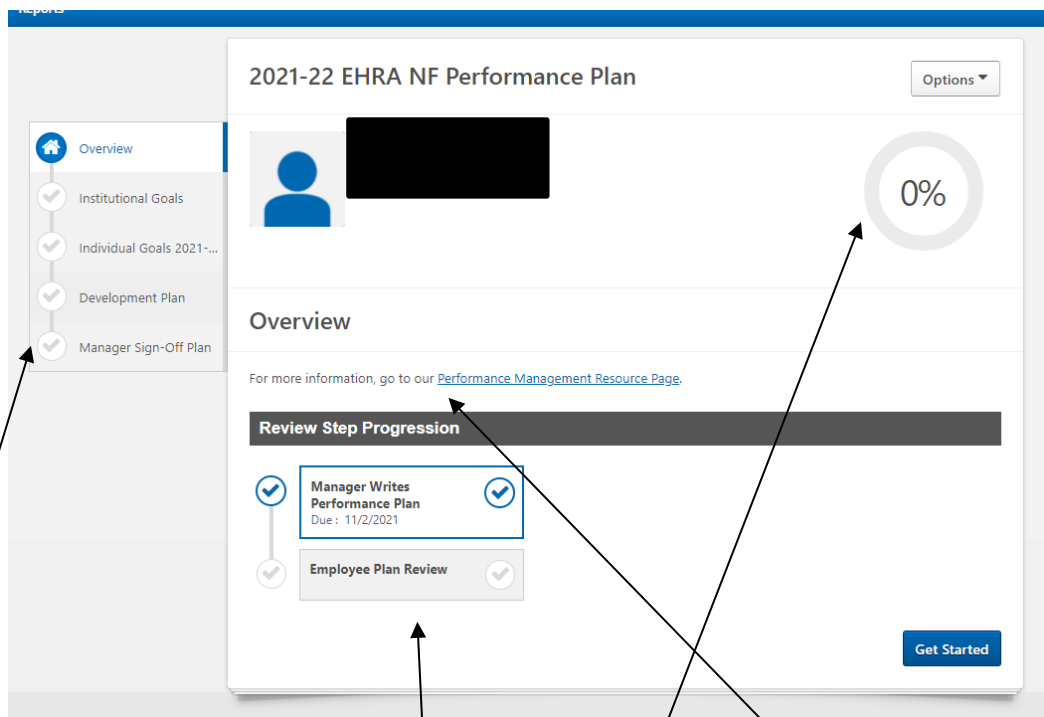 Reports
2021-22 EHRA NF Performance Plan
Options
Overview
Institutional Goals
Individual Goals 2021-...
Development Plan
Manager Sign-Off Plan
0%
Overview
For more information, go to our Performance Management Resource Page.
Review Step Progression
Manager Writes
Performance Plan
Due : 11/2/2021
Employee Plan Review
Get Started